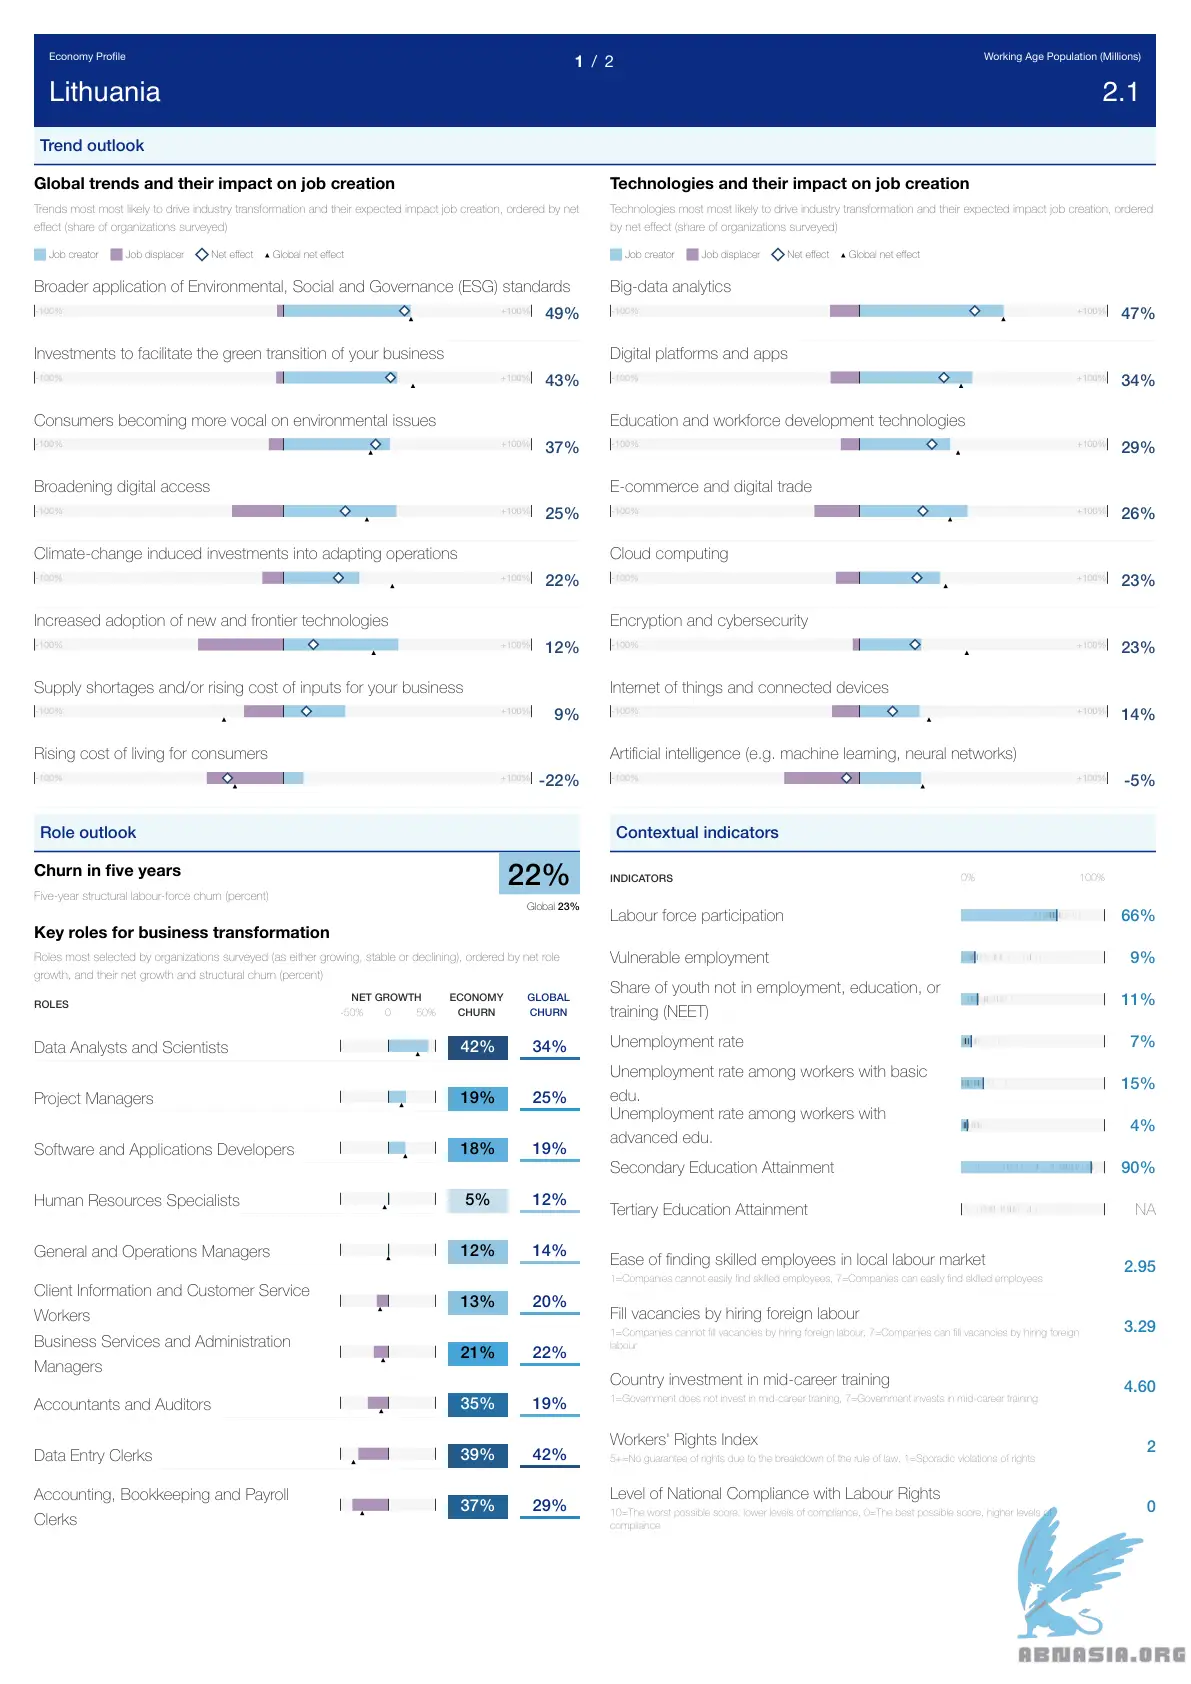 Economy Profile
1 / 2
Working Age Population (Millions)
Lithuania
2.1
Trend outlook
Global trends and their impact on job creation
Trends most most likely to drive industry transformation and their expected impact job creation, ordered by net
effect (share of organizations surveyed)
Job creator Job displacer Net effect Global net effect
Broader application of Environmental, Social and Governance (ESG) standards
-100% +100% 49%
Investments to facilitate the green transition of your business
-100% +100% 43%
Consumers becoming more vocal on environmental issues
-100% +100% 37%
Broadening digital access
-100% +100% 25%
Climate-change induced investments into adapting operations
-100% +100% 22%
Increased adoption of new and frontier technologies
-100% +100% 12%
Supply shortages and/or rising cost of inputs for your business
-100% +100% 9%
Rising cost of living for consumers
-100% +100% -22%
Technologies and their impact on job creation
Technologies most most likely to drive industry transformation and their expected impact job creation, ordered
by net effect (share of organizations surveyed)
Job creator Job displacer Net effect Global net effect
Big-data analytics
-100% +100% 47%
Digital platforms and apps
-100% +100% 34%
Education and workforce development technologies
-100% +100% 29%
E-commerce and digital trade
-100% +100% 26%
Cloud computing
-100% +100% 23%
Encryption and cybersecurity
-100% +100% 23%
Internet of things and connected devices
-100% +100% 14%
Artificial intelligence (e.g. machine learning, neural networks)
-100% +100% -5%
Role outlook
Churn in five years
22%
Five-year structural labour-force churn (percent)
Global 23%
Key roles for business transformation
Roles most selected by organizations surveyed (as either growing, stable or declining), ordered by net role
growth, and their net growth and structural churn (percent)
ROLES NET GROWTH ECONOMY CHURN GLOBAL CHURN
-50% 0 50%
Data Analysts and Scientists 42% 34%
Project Managers 19% 25%
Software and Applications Developers 18% 19%
Human Resources Specialists 5% 12%
General and Operations Managers 12% 14%
Client Information and Customer Service
Workers 13% 20%
Business Services and Administration
Managers 21% 22%
Accountants and Auditors 35% 19%
Data Entry Clerks 39% 42%
Accounting, Bookkeeping and Payroll
Clerks 37% 29%
Contextual indicators
INDICATORS 0% 100%
Labour force participation 66%
Vulnerable employment 9%
Share of youth not in employment, education, or
training (NEET) 11%
Unemployment rate 7%
Unemployment rate among workers with basic
edu. 15%
Unemployment rate among workers with
advanced edu. 4%
Secondary Education Attainment 90%
Tertiary Education Attainment NA
Ease of finding skilled employees in local labour market 2.95
1=Companies cannot easily find skilled employees, 7=Companies can easily find skilled employees
Fill vacancies by hiring foreign labour 3.29
1=Companies cannot fill vacancies by hiring foreign labour, 7=Companies can fill vacancies by hiring foreign
labour
Country investment in mid-career training 4.60
1=Government does not invest in mid-career training, 7=Government invests in mid-career training
Workers' Rights Index 2
5+=No guarantee of rights due to the breakdown of the rule of law, 1=Sporadic violations of rights
Level of National Compliance with Labour Rights 0
10=The worst possible score, lower levels of compliance, 0=The best possible score, higher levels of
compliance
ABNASIA.ORG